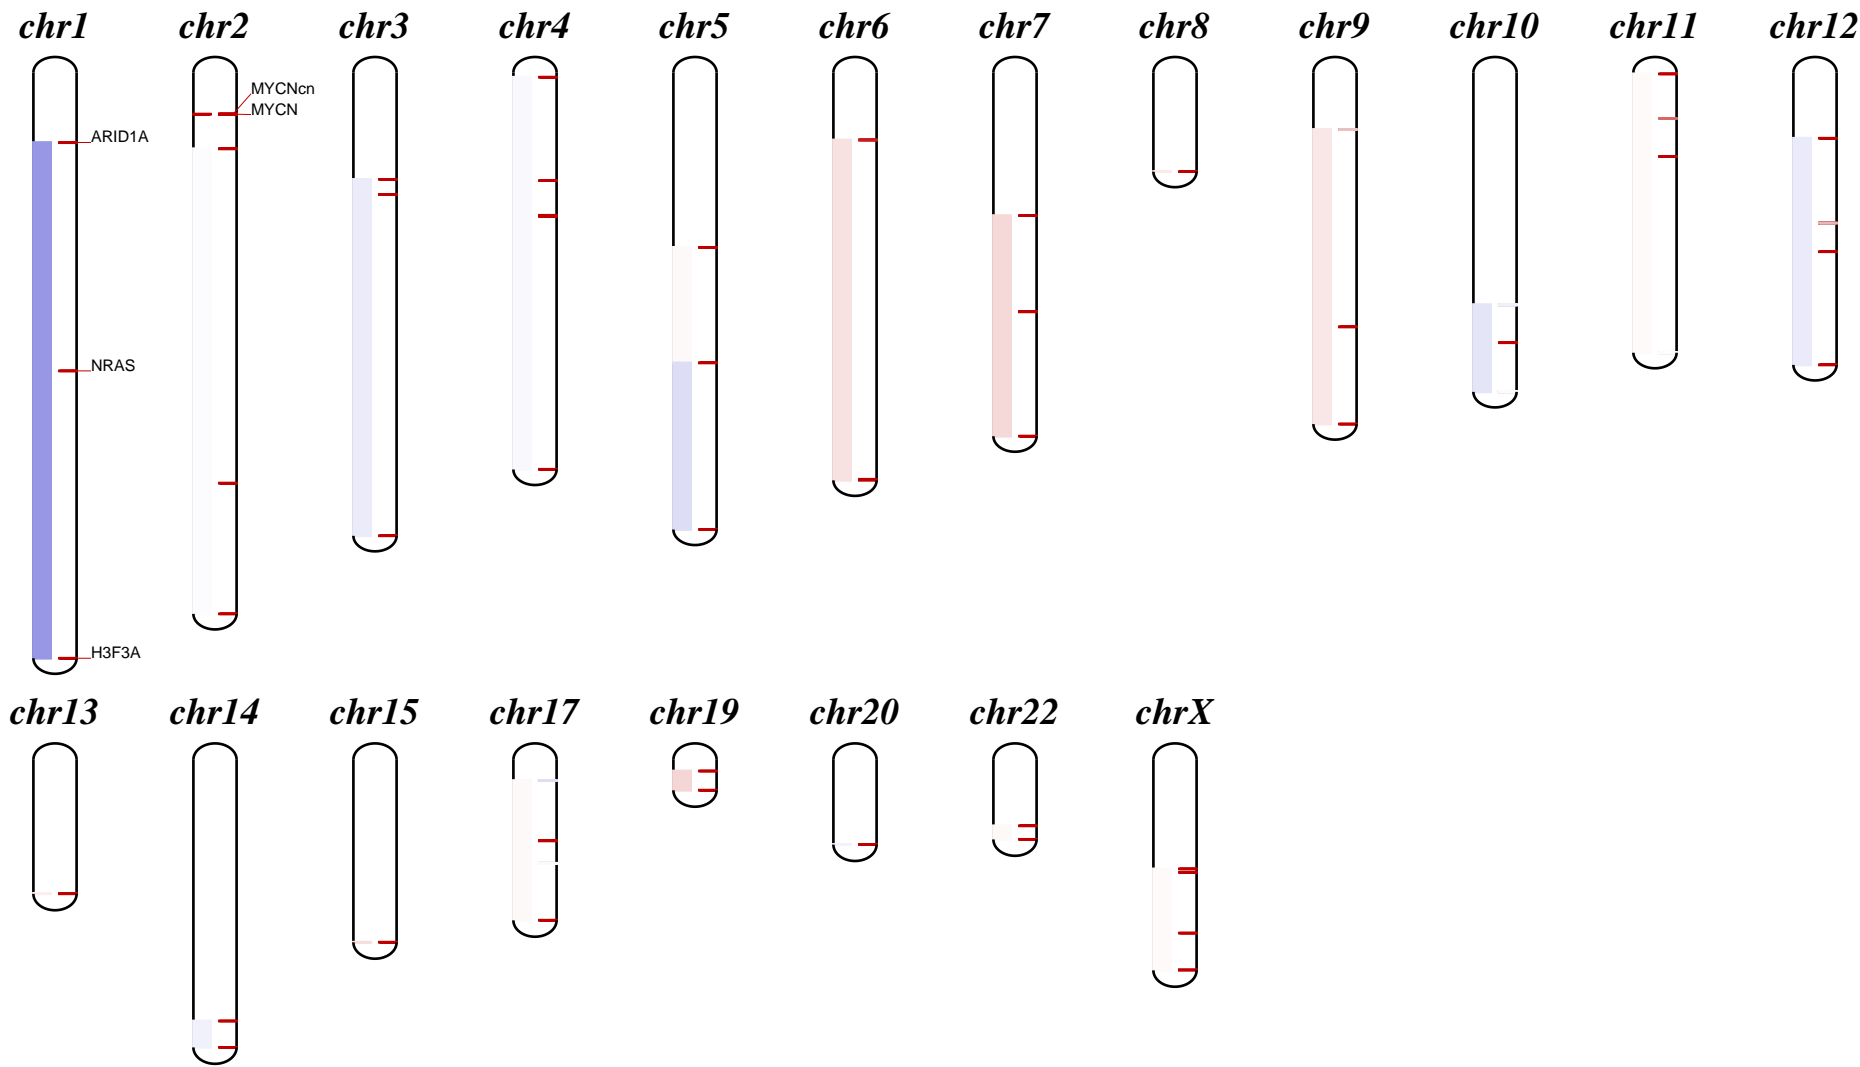 chr1 chr2 chr3 chr4 chr5 chr6 chr7 chr8 chr9 chr10 chr11 chr12
MYCNcn
MYCN
ARID1A
NRAS
H3F3A
chr13 chr14 chr15 chr17 chr19 chr20 chr22 chrX